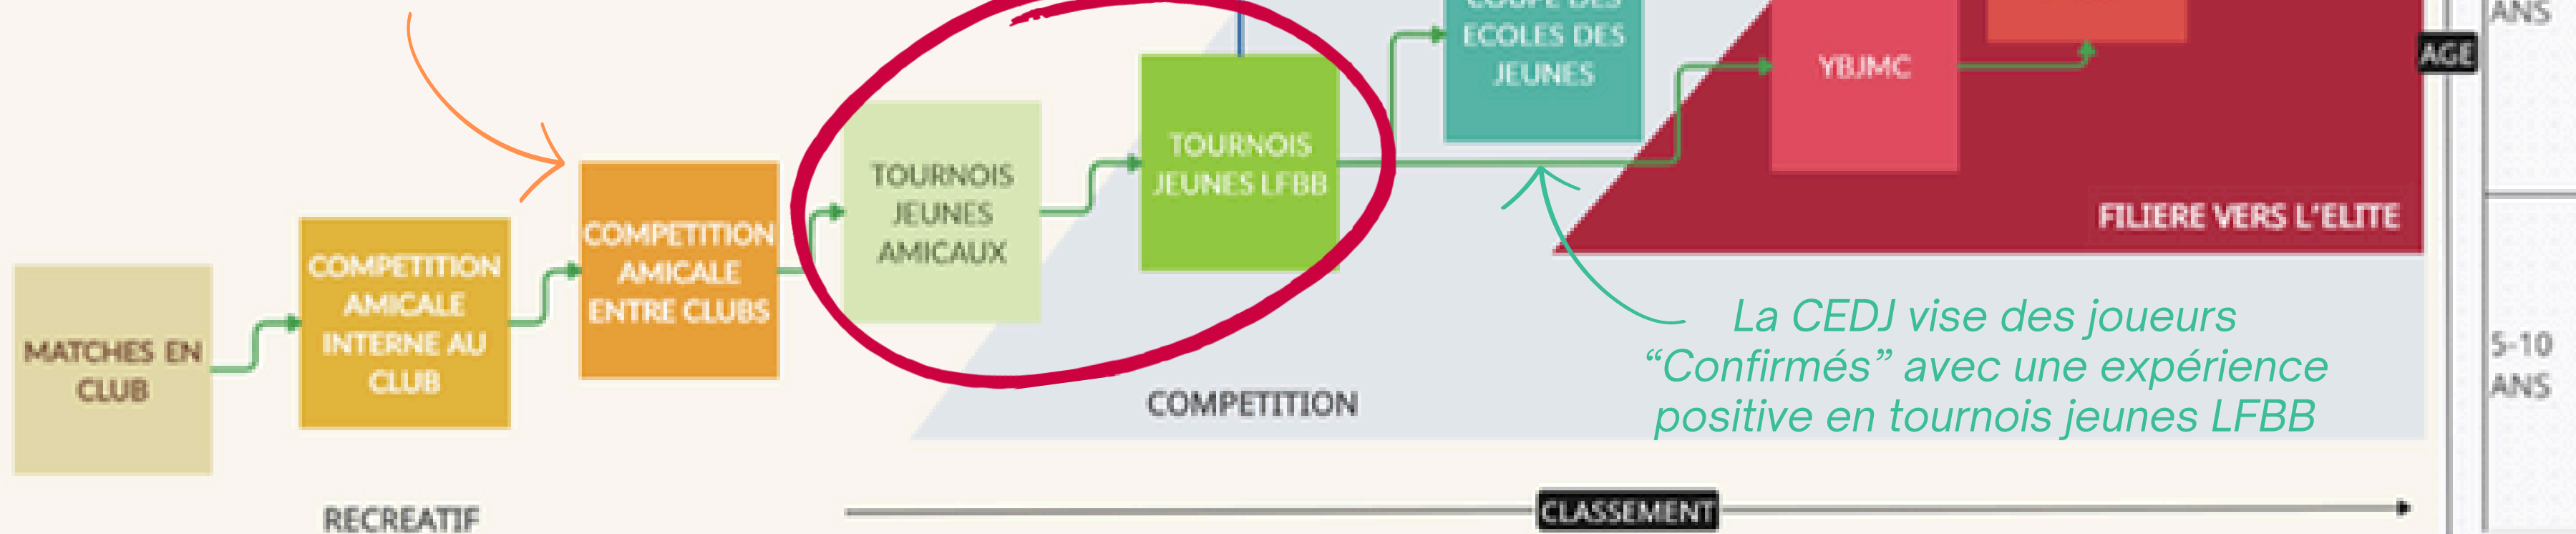 MATCHES EN
CLUB
COMPETITION
AMICALE
INTERNE AU
CLUB
RECREATIF
COMPETITION
AMICALE
ENTRE CLUBS
TOURNOIS
JEUNES
AMICAUX
TOURNOIS
JEUNES LFBB
COUPE DES
ECOLES DES
JEUNES
YBJMC
FILIERE VERS L'ELITE
La CEDJ vise des joueurs
“Confirmés” avec une expérience
positive en tournois jeunes LFBB
COMPETITION
CLASSEMENT
AGE
ANS
5-10
ANS